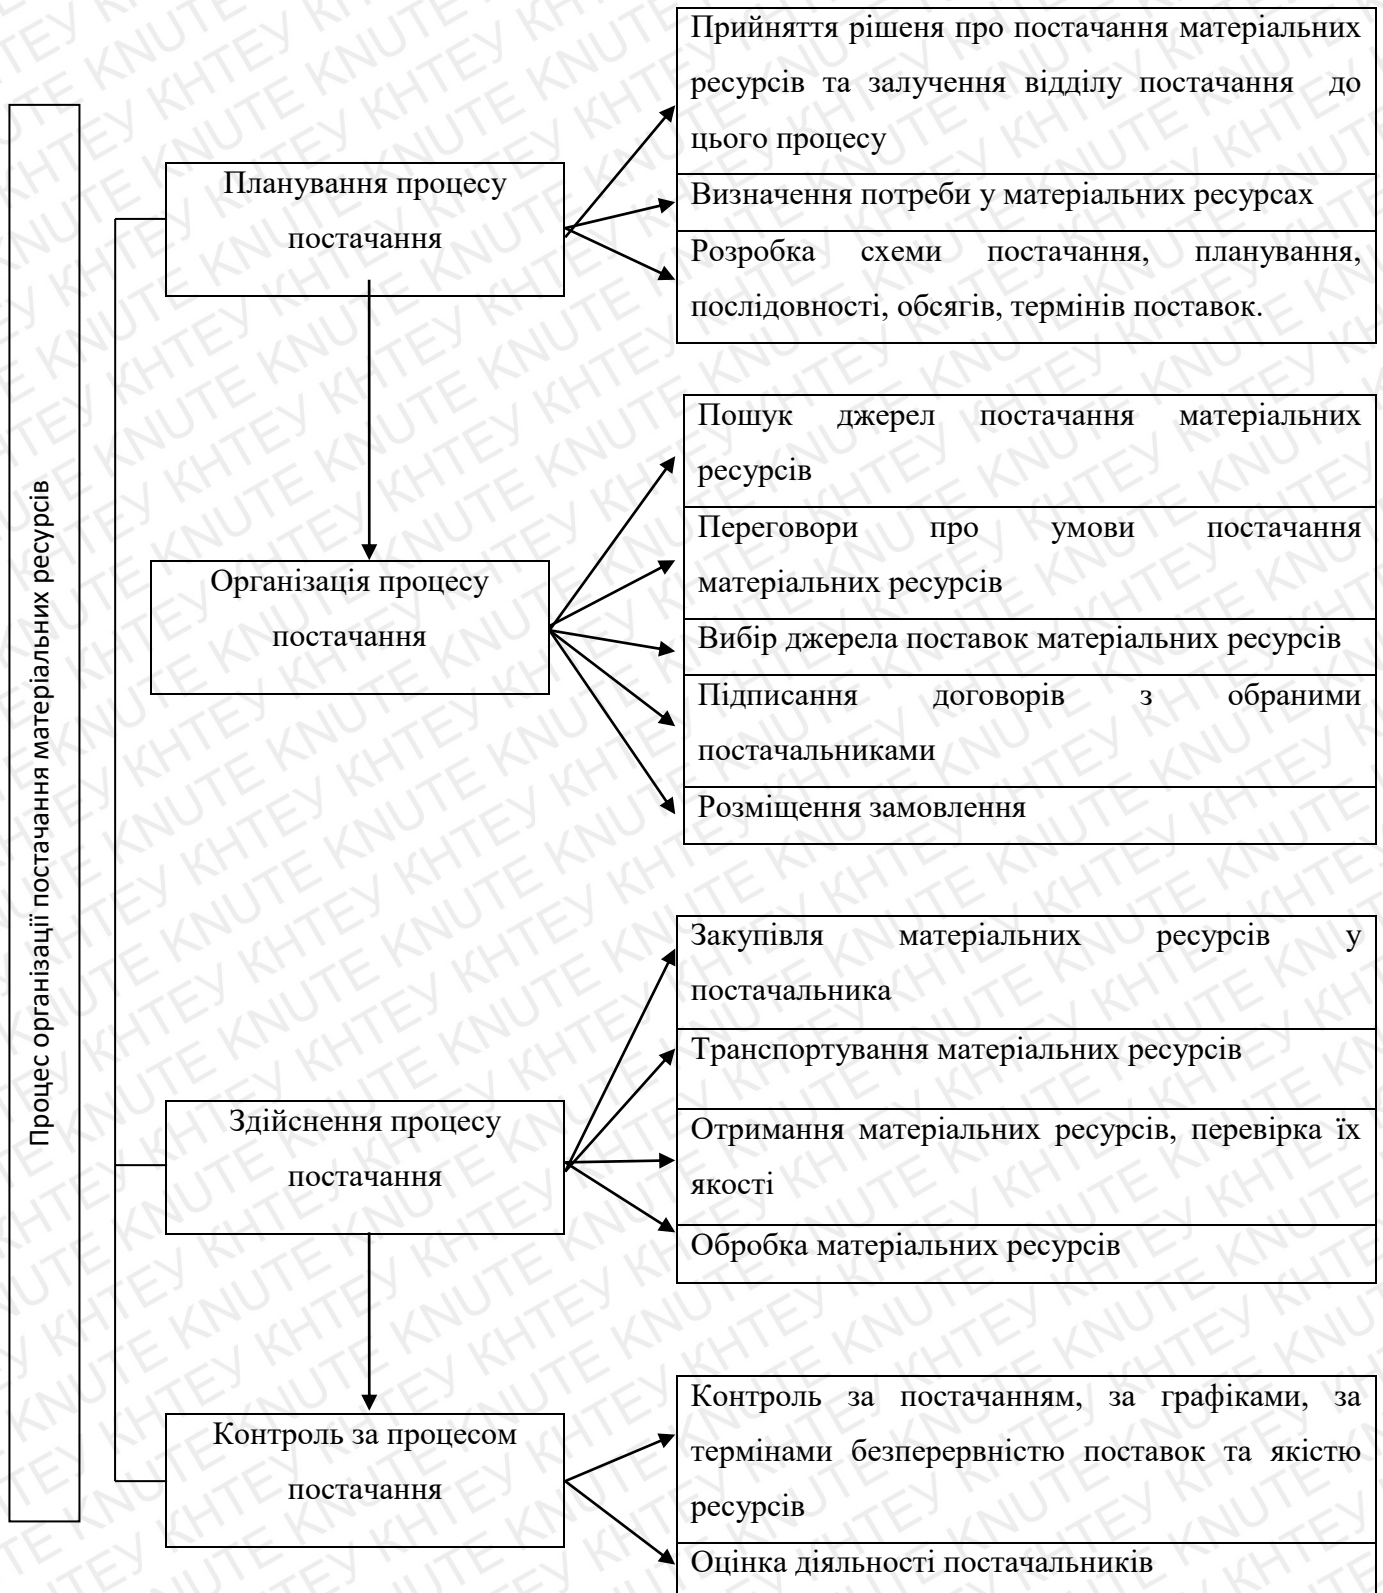 Процес організації постачання матеріальних ресурсів
Планування процесу
постачання
Прийняття рішеня про постачання матеріальних
ресурсів та залучення відділу постачання до
цього процесу
Визначення потреби у матеріальних ресурсах
Розробка схеми постачання, планування,
послідовності, обсягів, термінів поставок.
Організація процесу
постачання
Пошук джерел постачання матеріальних
ресурсів
Переговори про умови постачання
матеріальних ресурсів
Вибір джерела поставок матеріальних ресурсів
Підписання договорів з обраними
постачальниками
Розміщення замовлення
Здійснення процесу
постачання
Закупівля матеріальних ресурсів у
постачальника
Транспортування матеріальних ресурсів
Отримання матеріальних ресурсів, перевірка їх
якості
Обробка матеріальних ресурсів
Контроль за процесом
постачання
Контроль за постачанням, за графіками, за
термінами безперервністю поставок та якістю
ресурсів
Оцінка діяльності постачальників